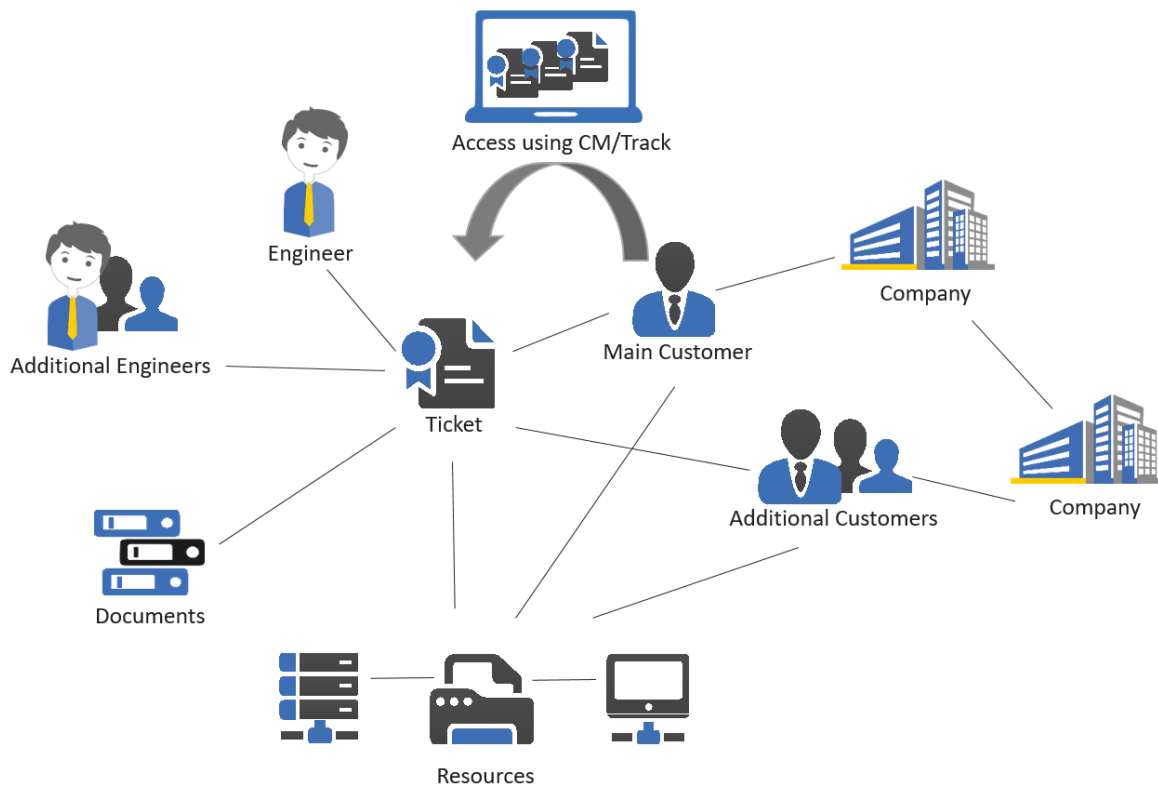 Access using CM/Track
Engineer
Company
Main Customer
Additional Engineers
Ticket
Company
Additional Customers
Documents
Resources